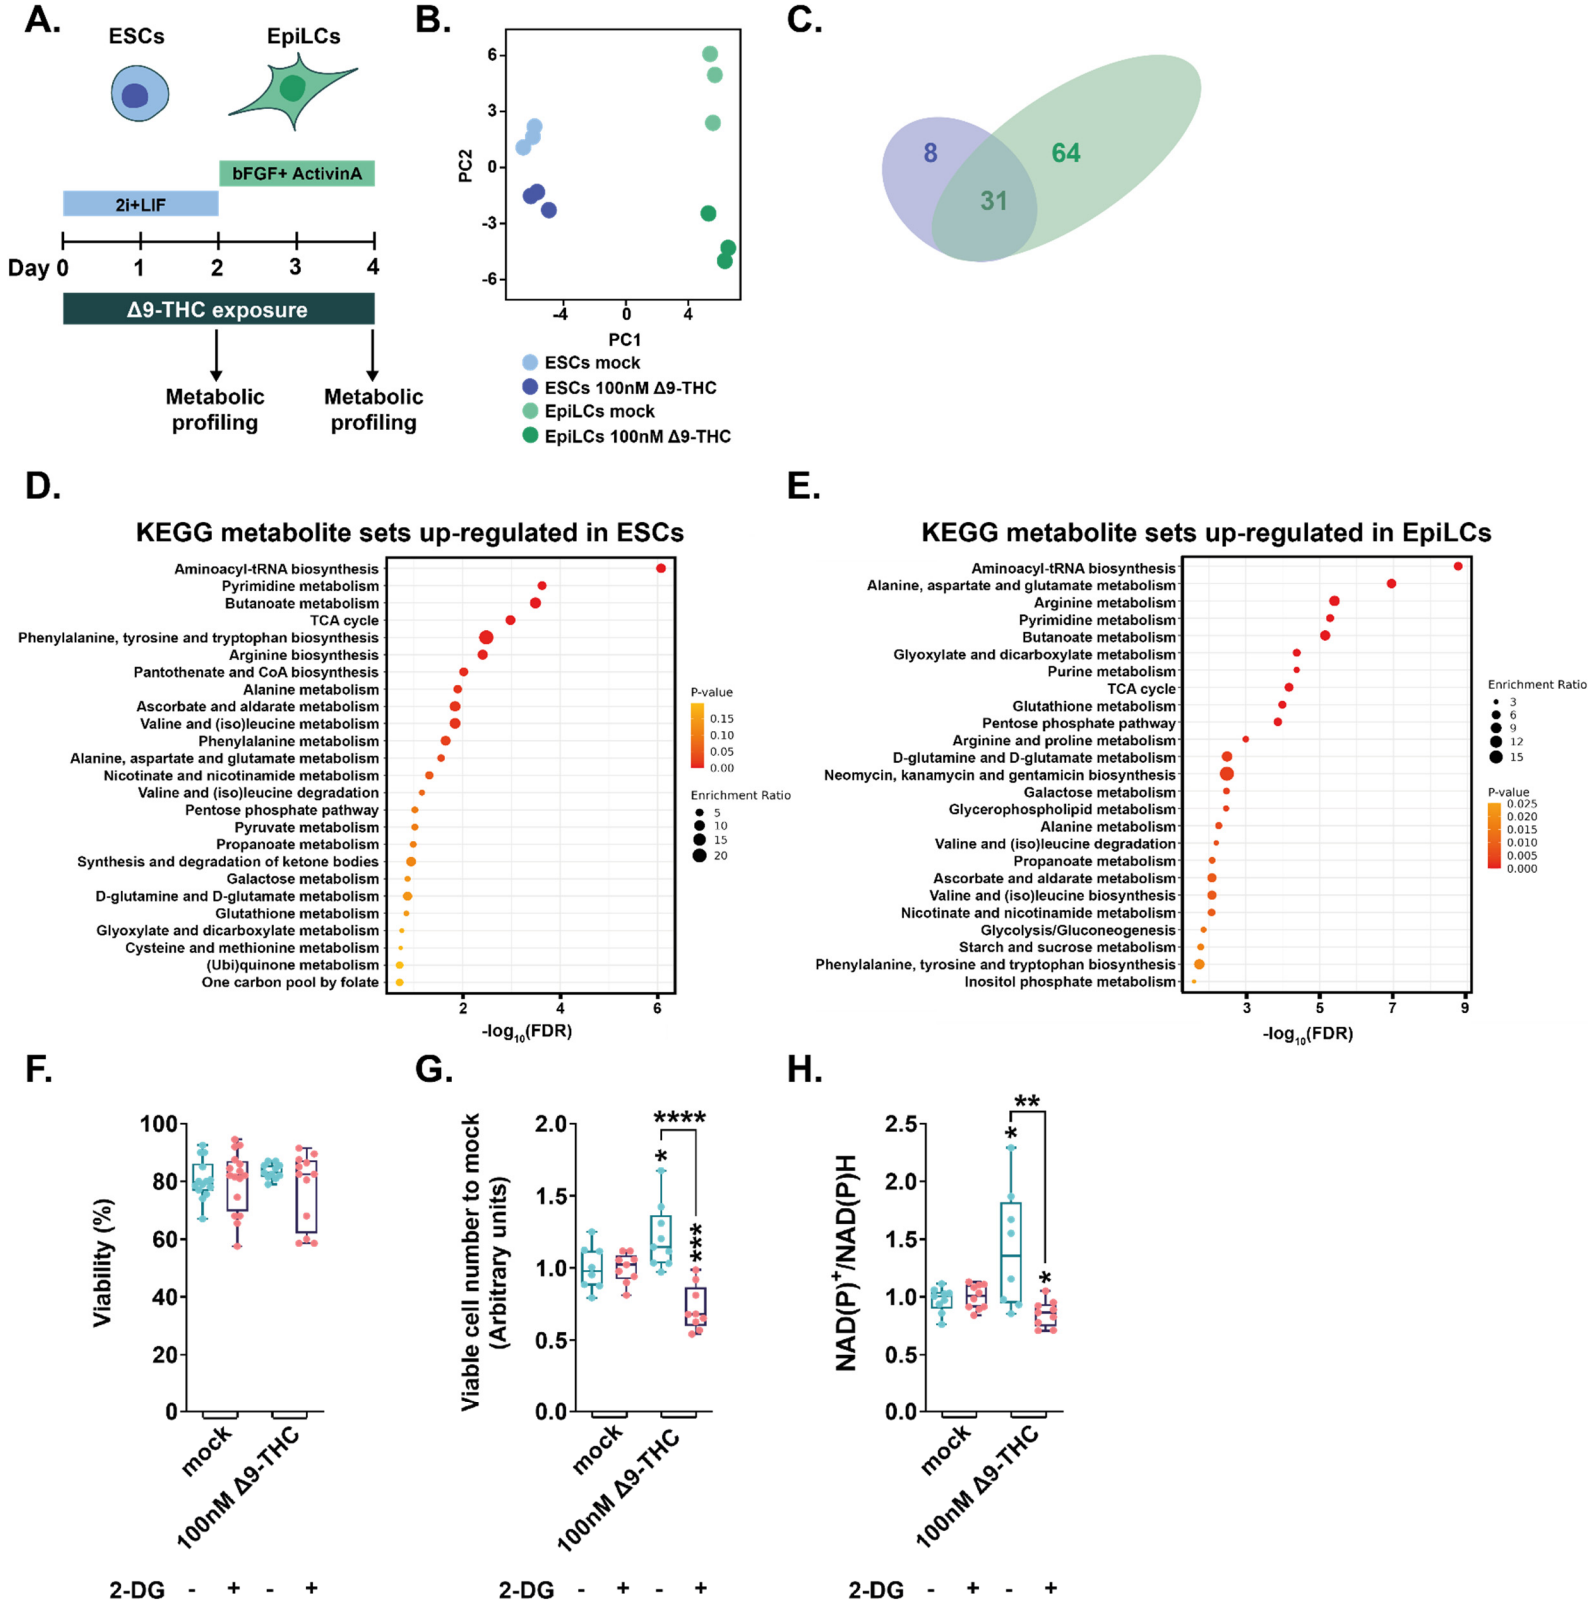 A.
ESCs
EpiLCs
bFGF+ ActivinA
2i+LIF
Day 0 1 2 3 4
Δ9-THC exposure
Metabolic
profiling
Metabolic
profiling
B.
PC2
6
3
0
-3
-6
-4 0 4
PC1
ESCs mock
ESCs 100nM Δ9-THC
EpiLCs mock
EpiLCs 100nM Δ9-THC
C.
8
31
64
D.
KEGG metabolite sets up-regulated in ESCs
Aminoacyl-tRNA biosynthesis
Pyrimidine metabolism
Butanoate metabolism
TCA cycle
Phenylalanine, tyrosine and tryptophan biosynthesis
Arginine biosynthesis
Pantothenate and CoA biosynthesis
Alanine metabolism
Ascorbate and aldarate metabolism
Valine and (iso)leucine metabolism
Phenylalanine metabolism
Alanine, aspartate and glutamate metabolism
Nicotinate and nicotinamide metabolism
Valine and (iso)leucine degradation
Pentose phosphate pathway
Pyruvate metabolism
Propanoate metabolism
Synthesis and degradation of ketone bodies
Galactose metabolism
D-glutamine and D-glutamate metabolism
Glutathione metabolism
Glyoxylate and dicarboxylate metabolism
Cysteine and methionine metabolism
(Ubi)quinone metabolism
One carbon pool by folate
2 4 6
-log10(FDR)
P-value
0.15
0.10
0.05
0.00
Enrichment Ratio
5
10
15
20
E.
KEGG metabolite sets up-regulated in EpiLCs
Aminoacyl-tRNA biosynthesis
Alanine, aspartate and glutamate metabolism
Arginine metabolism
Pyrimidine metabolism
Butanoate metabolism
Glyoxylate and dicarboxylate metabolism
Purine metabolism
TCA cycle
Glutathione metabolism
Pentose phosphate pathway
Arginine and proline metabolism
D-glutamine and D-glutamate metabolism
Neomycin, kanamycin and gentamicin biosynthesis
Galactose metabolism
Glycerophospholipid metabolism
Alanine metabolism
Valine and (iso)leucine degradation
Propanoate metabolism
Ascorbate and aldarate metabolism
Valine and (iso)leucine biosynthesis
Nicotinate and nicotinamide metabolism
Glycolysis/Gluconeogenesis
Starch and sucrose metabolism
Phenylalanine, tyrosine and tryptophan biosynthesis
Inositol phosphate metabolism
3 5 7 9
-log10(FDR)
Enrichment Ratio
3
6
9
12
15
P-value
0.025
0.020
0.015
0.010
0.005
0.000
F.
Viability (%)
100
80
60
40
20
0
mock
100nM Δ9-THC
2-DG - + - +
G.
Viable cell number to mock
(Arbitrary units)
2.0
1.5
1.0
0.5
0.0
****
*
***
mock
100nM Δ9-THC
2-DG - + - +
H.
NAD(P)+/NAD(P)H
2.5
2.0
1.5
1.0
0.5
0.0
**
*
*
mock
100nM Δ9-THC
2-DG - + - +